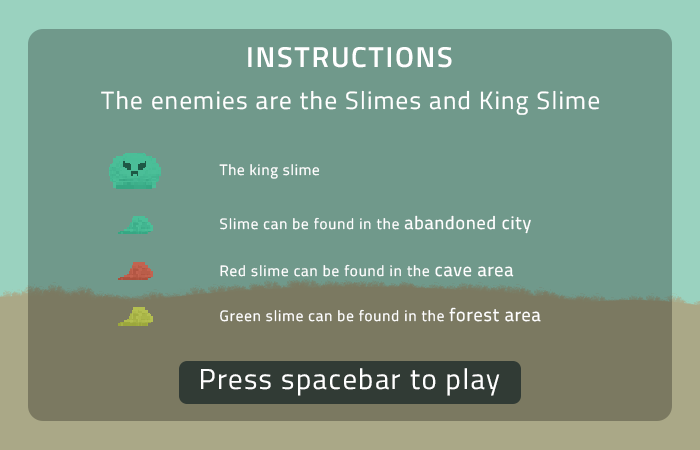 INSTRUCTIONS
The enemies are the Slimes and King Slime
The king slime
Slime can be found in the abandoned city
Red slime can be found in the cave area
Green slime can be found in the forest area
Press spacebar to play